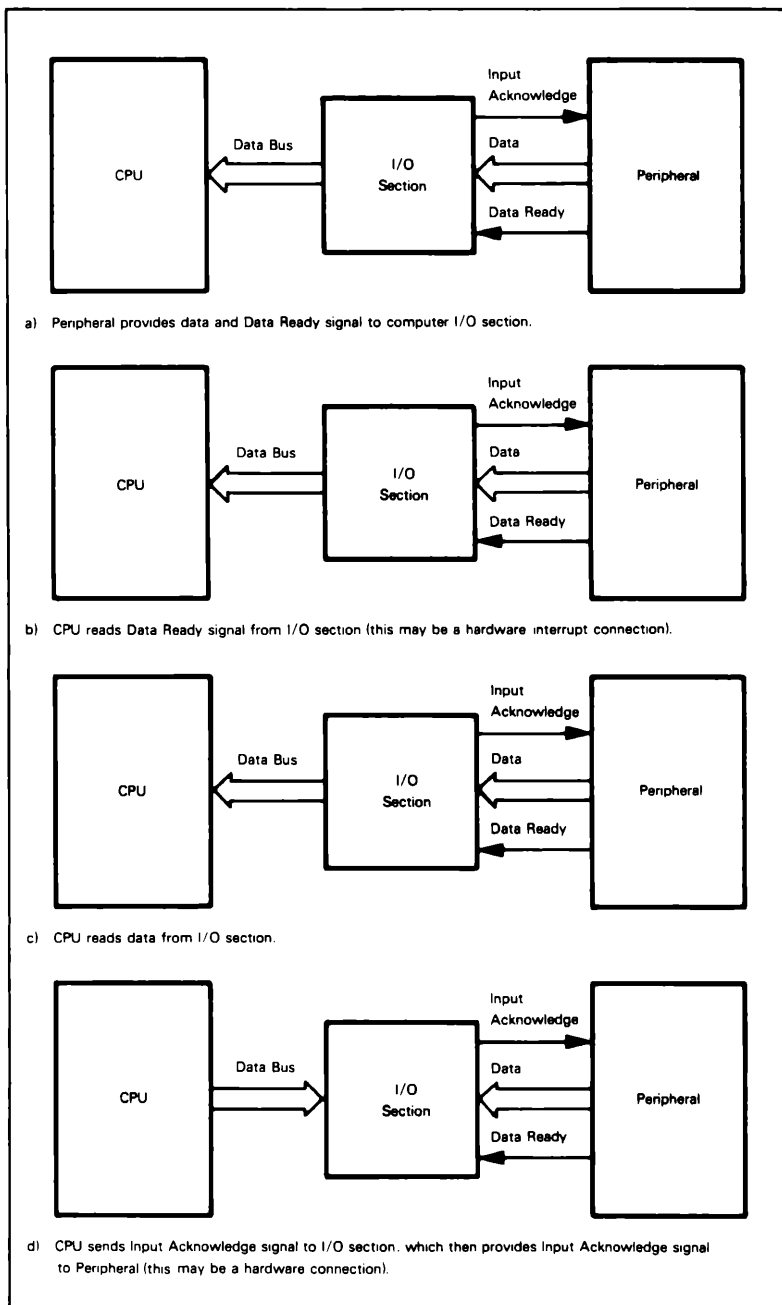 Input
Acknowledge
Data Bus
Data
CPU
I/O
Section
Peripheral
Data Ready
a) Peripheral provides data and Data Ready signal to computer I/O section.
Input
Acknowledge
Data Bus
Data
CPU
I/O
Section
Peripheral
Data Ready
b) CPU reads Data Ready signal from I/O section (this may be a hardware interrupt connection).
Input
Acknowledge
Data Bus
Data
CPU
I/O
Section
Peripheral
Data Ready
c) CPU reads data from I/O section.
Input
Acknowledge
Data Bus
Data
CPU
I/O
Section
Peripheral
Data Ready
d) CPU sends Input Acknowledge signal to I/O section. which then provides Input Acknowledge signal
to Peripheral (this may be a hardware connection).